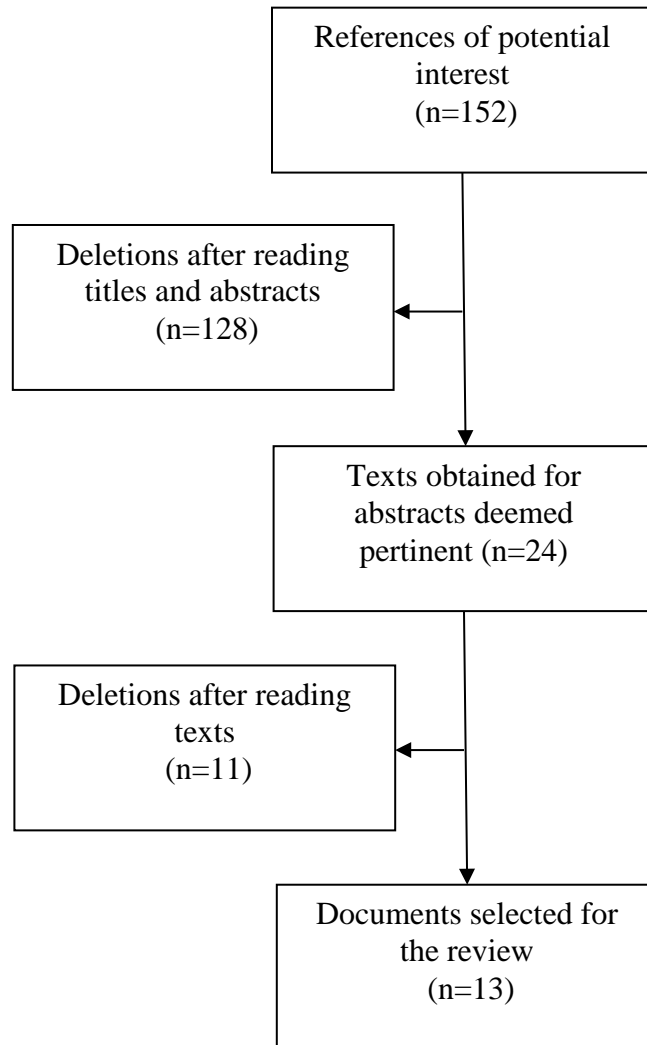 References of potential
interest
(n=152)
Deletions after reading
titles and abstracts
(n=128)
Texts obtained for
abstracts deemed
pertinent (n=24)
Deletions after reading
texts
(n=11)
Documents selected for
the review
(n=13)